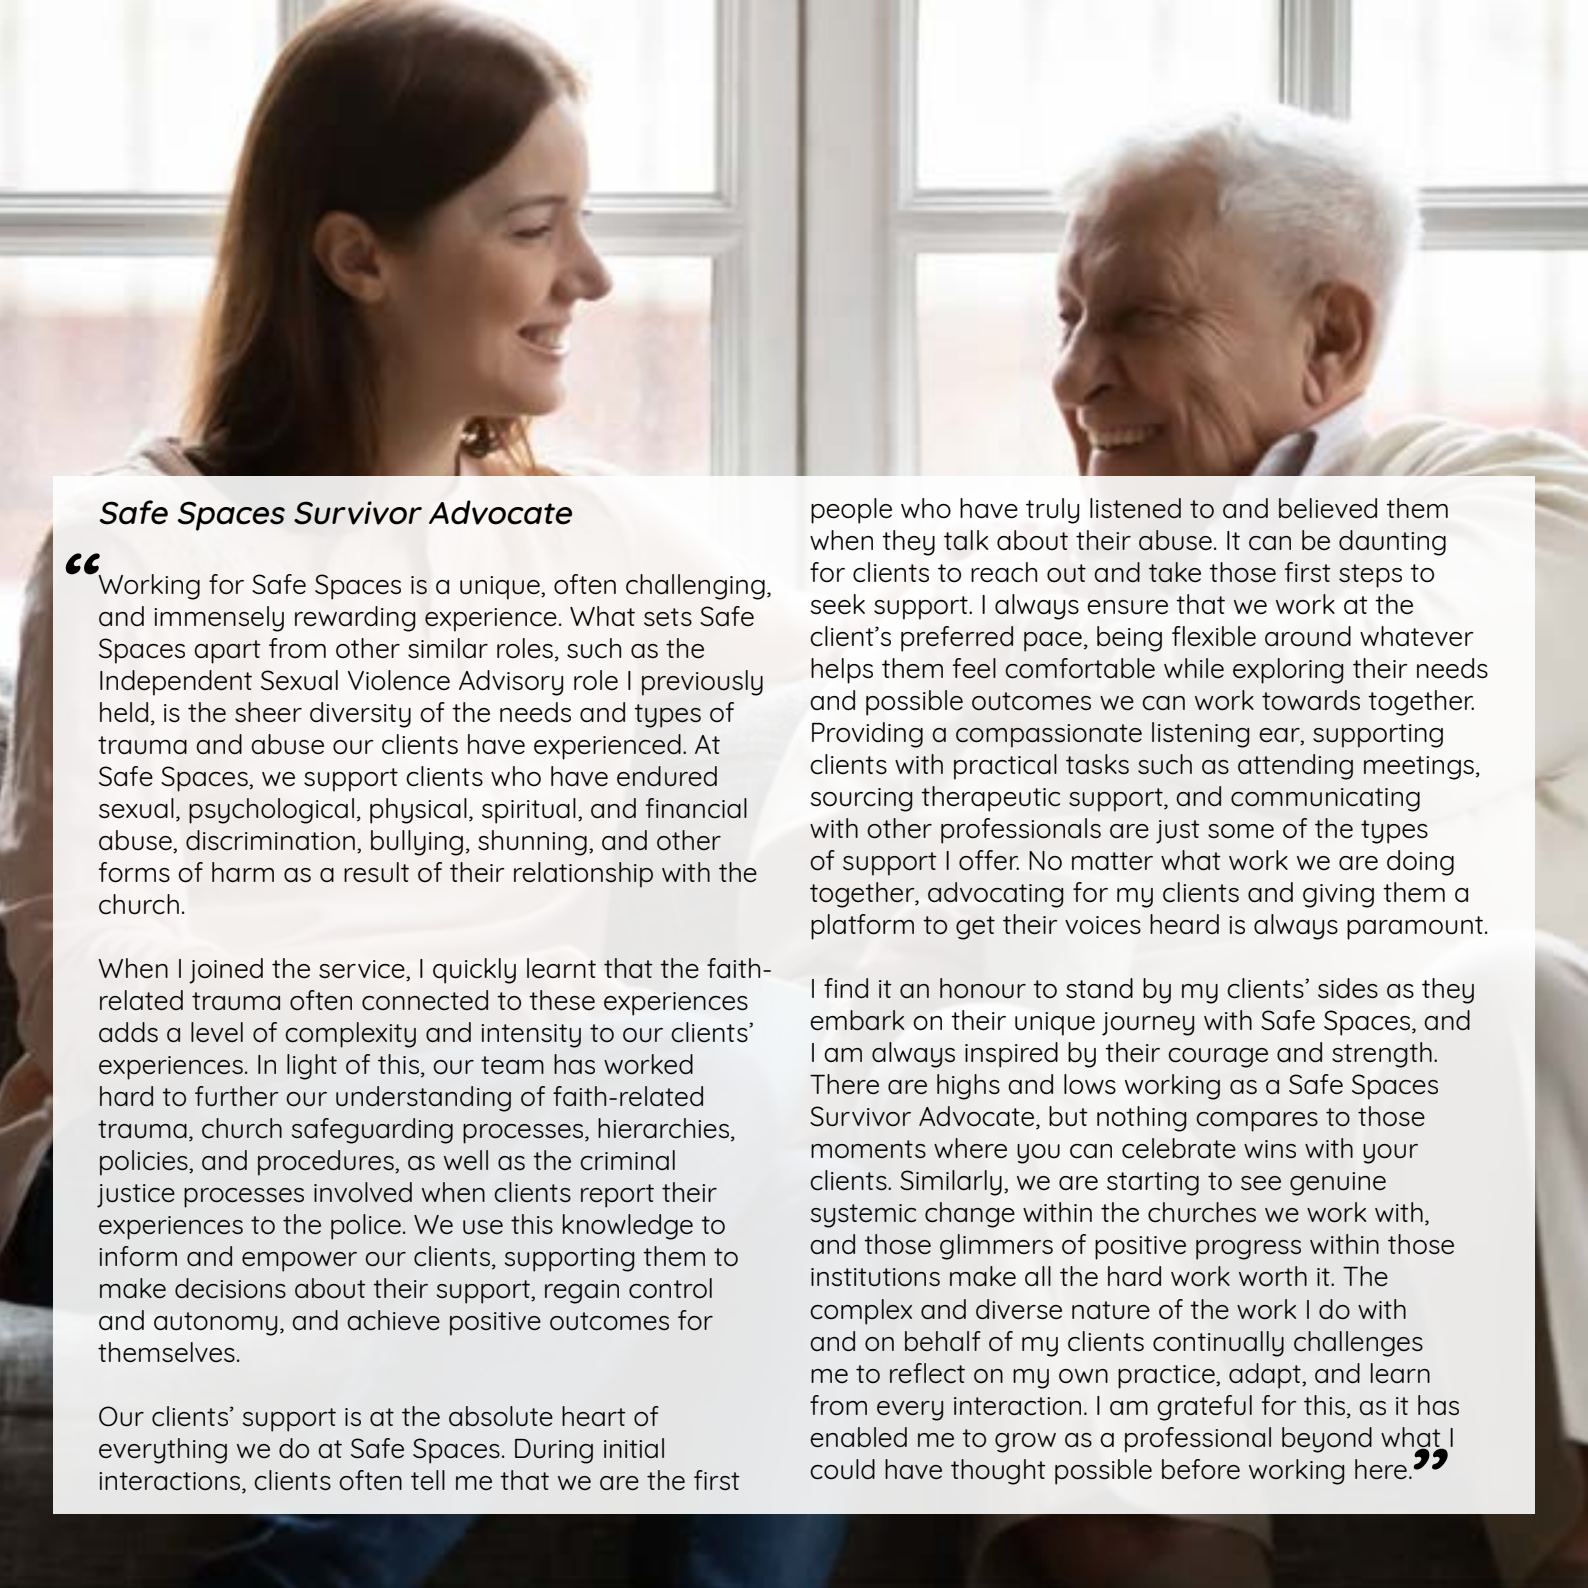 Safe Spaces Survivor Advocate
“Working for Safe Spaces is a unique, often challenging,
and immensely rewarding experience. What sets Safe
Spaces apart from other similar roles, such as the
Independent Sexual Violence Advisory role I previously
held, is the sheer diversity of the needs and types of
trauma and abuse our clients have experienced. At
Safe Spaces, we support clients who have endured
sexual, psychological, physical, spiritual, and financial
abuse, discrimination, bullying, shunning, and other
forms of harm as a result of their relationship with the
church.
When I joined the service, I quickly learnt that the faith-
related trauma often connected to these experiences
adds a level of complexity and intensity to our clients’
experiences. In light of this, our team has worked
hard to further our understanding of faith-related
trauma, church safeguarding processes, hierarchies,
policies, and procedures, as well as the criminal
justice processes involved when clients report their
experiences to the police. We use this knowledge to
inform and empower our clients, supporting them to
make decisions about their support, regain control
and autonomy, and achieve positive outcomes for
themselves.
Our clients’ support is at the absolute heart of
everything we do at Safe Spaces. During initial
interactions, clients often tell me that we are the first
people who have truly listened to and believed them
when they talk about their abuse. It can be daunting
for clients to reach out and take those first steps to
seek support. I always ensure that we work at the
client’s preferred pace, being flexible around whatever
helps them feel comfortable while exploring their needs
and possible outcomes we can work towards together.
Providing a compassionate listening ear, supporting
clients with practical tasks such as attending meetings,
sourcing therapeutic support, and communicating
with other professionals are just some of the types
of support I offer. No matter what work we are doing
together, advocating for my clients and giving them a
platform to get their voices heard is always paramount.
I find it an honour to stand by my clients’ sides as they
embark on their unique journey with Safe Spaces, and
I am always inspired by their courage and strength.
There are highs and lows working as a Safe Spaces
Survivor Advocate, but nothing compares to those
moments where you can celebrate wins with your
clients. Similarly, we are starting to see genuine
systemic change within the churches we work with,
and those glimmers of positive progress within those
institutions make all the hard work worth it. The
complex and diverse nature of the work I do with
and on behalf of my clients continually challenges
me to reflect on my own practice, adapt, and learn
from every interaction. I am grateful for this, as it has
enabled me to grow as a professional beyond what I
could have thought possible before working here.”